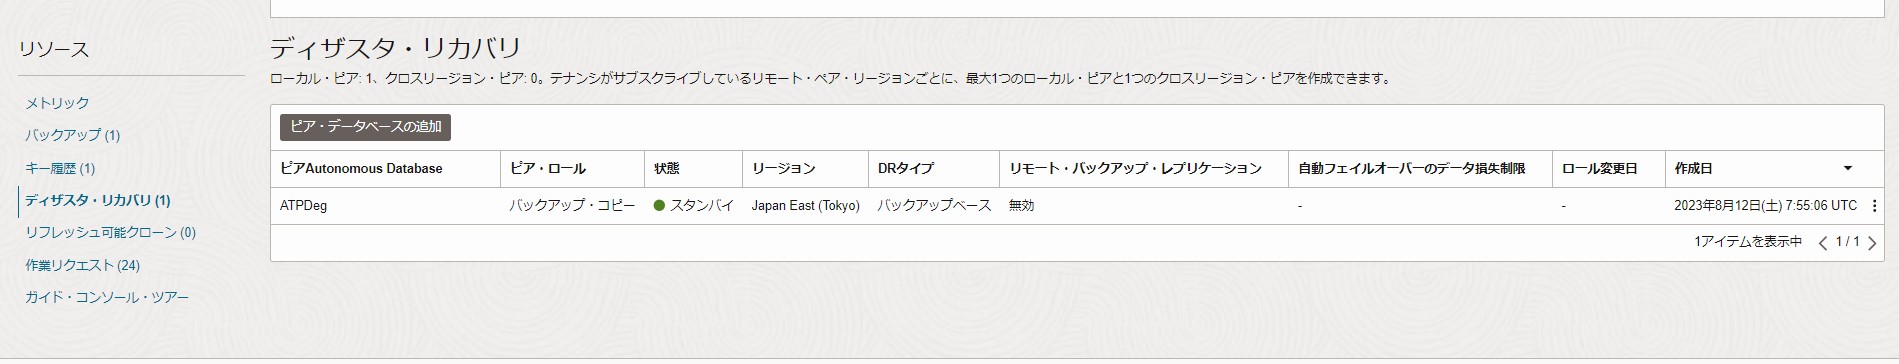 リソース
メトリック
バックアップ (1)
キー履歴 (1)
ディザスタ・リカバリ (1)
リフレッシュ可能クローン (0)
作業リクエスト (24)
ガイド・コンソール・ツアー
ディザスタ・リカバリ
ローカル・ピア: 1、クロスリージョン・ピア: 0。テナンシがサブスクライブしているリモート・ペア・リージョンごとに、最大1つのローカル・ピアと1つのクロスリージョン・ピアを作成できます。
ピア・データベースの追加
ピアAutonomous Database ピア・ロール 状態 リージョン DRタイプ リモート・バックアップ・レプリケーション 自動フェイルオーバーのデータ損失制限 ロール変更日 作成日
ATPDeg バックアップ・コピー スタンバイ Japan East (Tokyo) バックアップベース 無効 - - 2023年8月12日(土) 7:55:06 UTC
1アイテムを表示中 1 / 1